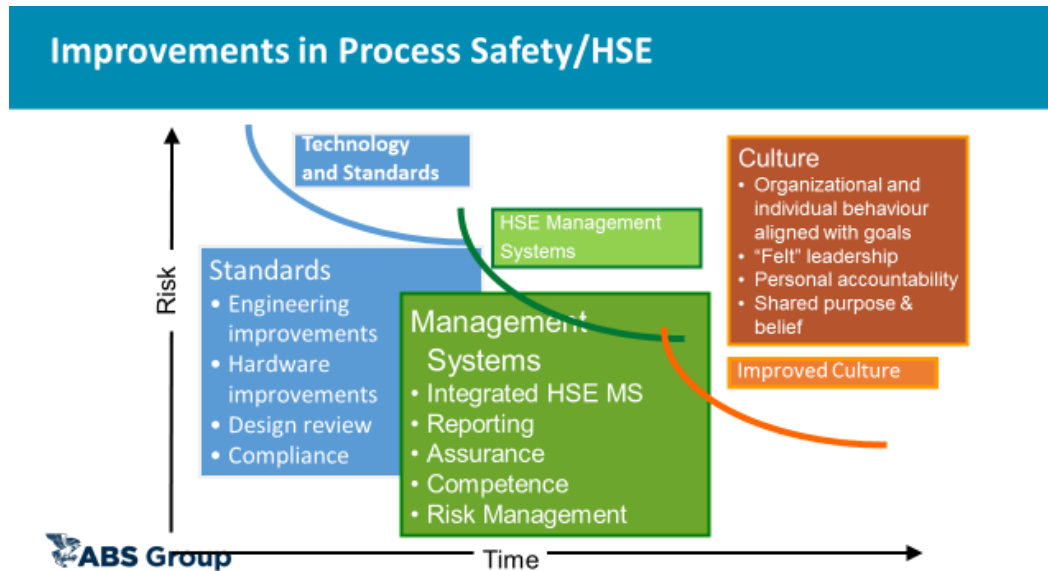 Improvements in Process Safety/HSE
Risk
Technology
and Standards
Standards
• Engineering
improvements
• Hardware
improvements
• Design review
• Compliance
HSE Management
Systems
Management
Systems
• Integrated HSE MS
• Reporting
• Assurance
• Competence
• Risk Management
Culture
• Organizational and
individual behaviour
aligned with goals
• “Felt” leadership
• Personal accountability
• Shared purpose &
belief
Improved Culture
ABS Group
Time